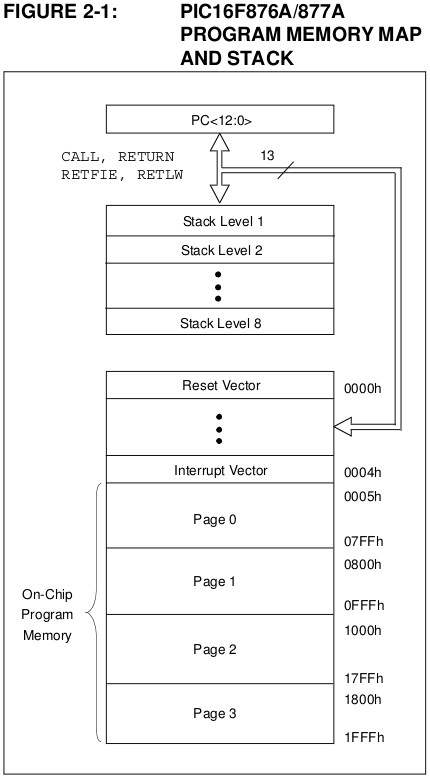 FIGURE 2-1: PIC16F876A/877A
PROGRAM MEMORY MAP
AND STACK
PC<12:0>
CALL, RETURN
RETFIE, RETLW
13
Stack Level 1
Stack Level 2
Stack Level 8
Reset Vector
0000h
Interrupt Vector
0004h
0005h
Page 0
07FFh
0800h
Page 1
0FFFh
On-Chip
Program
Memory
1000h
Page 2
17FFh
1800h
Page 3
1FFFh